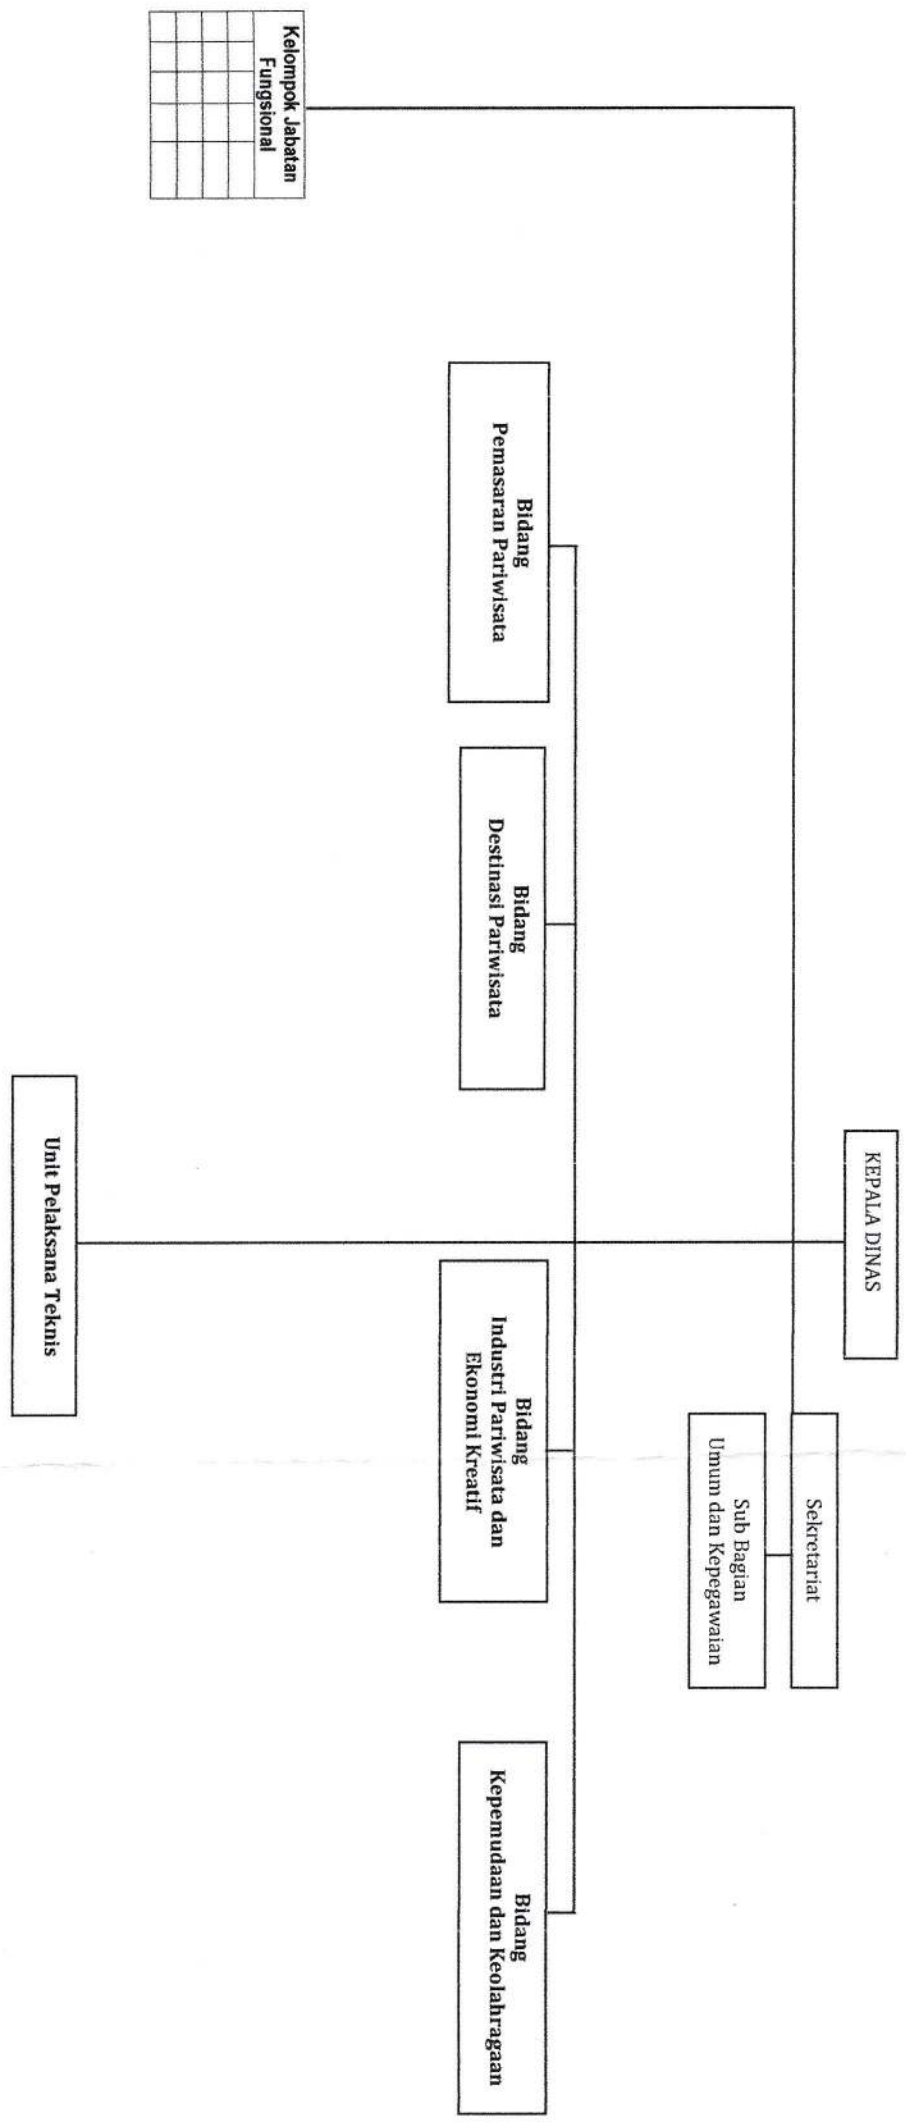 KEPALA DINAS
Sekretariat
Sub Bagian
Umum dan Kepegawaian
Kelompok Jabatan
Fungsional
Bidang
Pemasaran Pariwisata
Bidang
Destinasi Pariwisata
Bidang
Industri Pariwisata dan
Ekonomi Kreatif
Bidang
Kepemudaan dan Keolahragaan
Unit Pelaksana Teknis